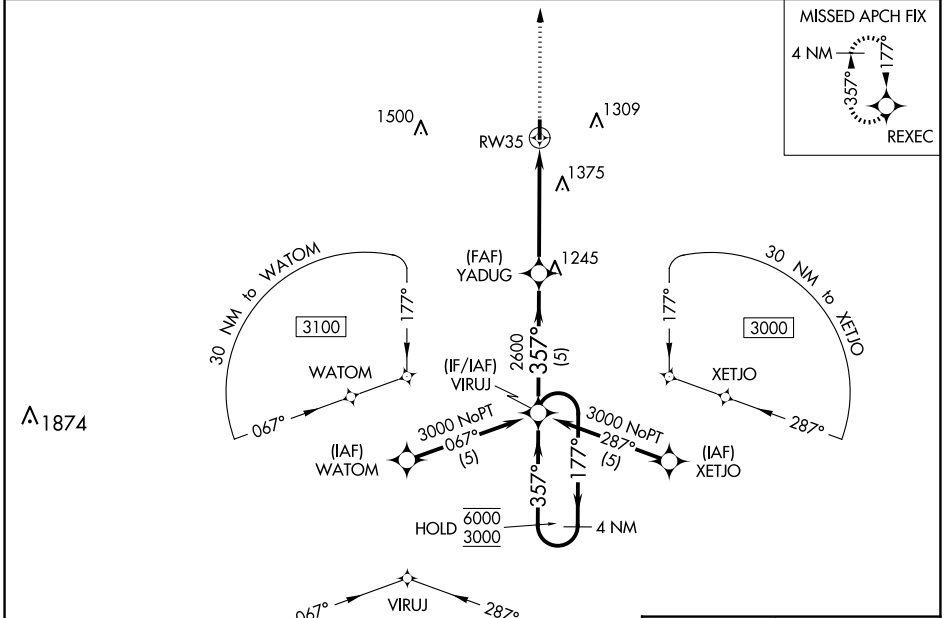 MISSED APCH FIX
4 NM
177°
357°
REXEC
1500
1309
RW35
1375
(FAF)
YADUG
1245
30 NM to WATOM
177°
3100
WATOM
067°
30 NM to XETJO
177°
3000
XETJO
287°
2600
357°
(5)
(IF/IAF)
VIRUJ
1874
3000 NoPT
067°
(5)
(IAF)
WATOM
3000 NoPT
287°
(5)
(IAF)
XETJO
357°
177°
HOLD
6000
3000
4 NM
067°
VIRUJ
287°